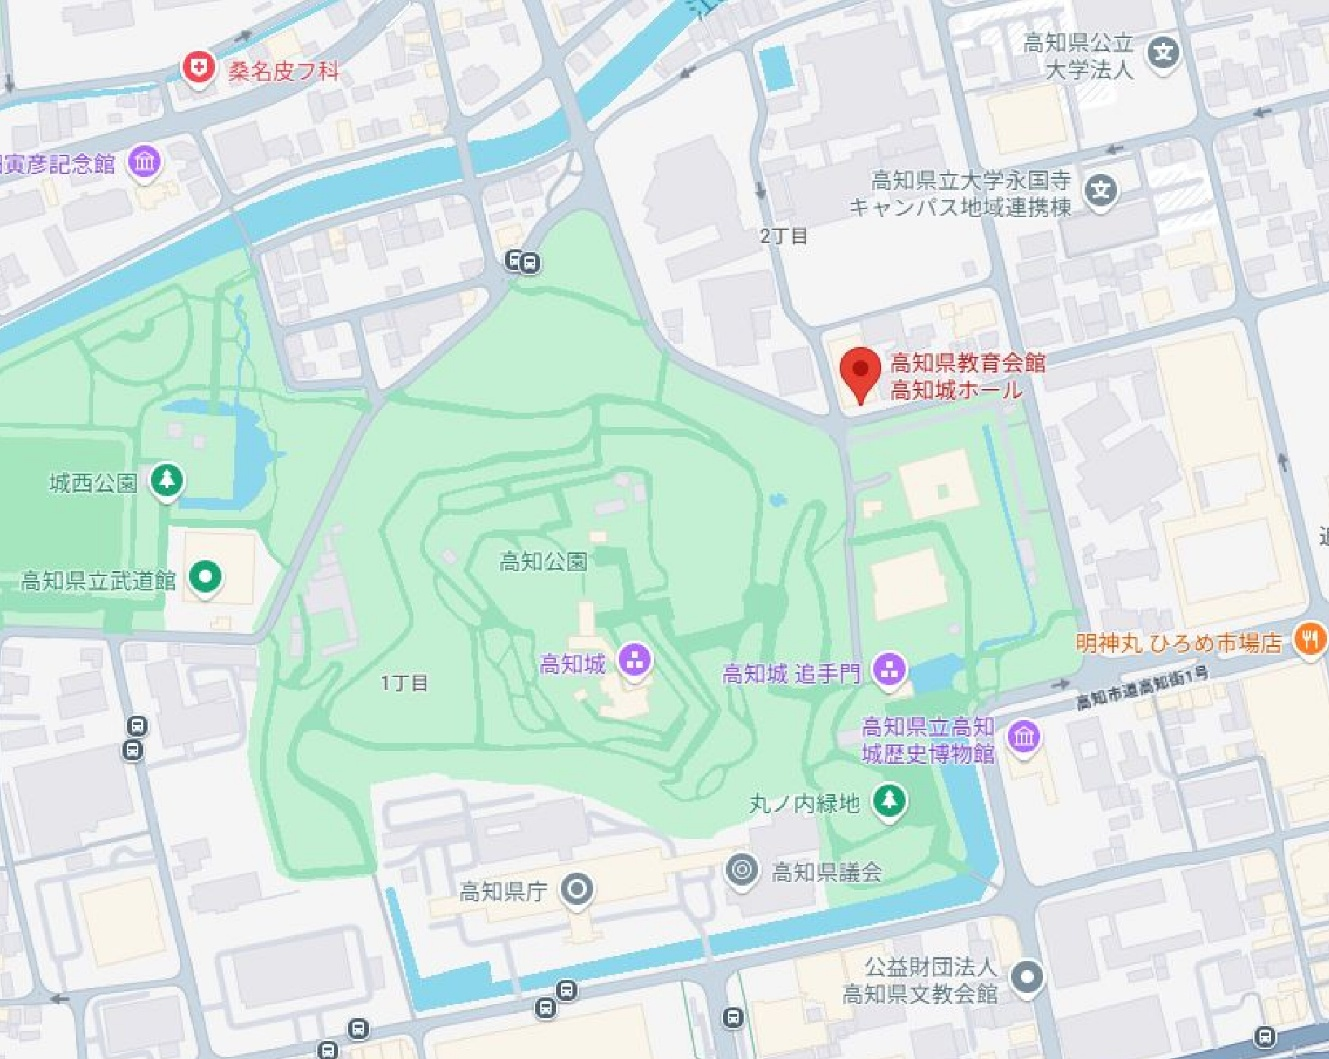 高知県公立
大学法人
桑名皮フ科
寅彦記念館
高知県立大学永国寺
キャンパス地域連携棟
2丁目
高知県教育会館
高知城ホール
城西公園
高知公園
高知県立武道館
明神丸 ひろめ市場店
高知城
高知城 追手門
1丁目
高知市道高知街1号
高知県立高知
城歴史博物館
丸ノ内緑地
高知県議会
高知県庁
公益財団法人
高知県文教会館